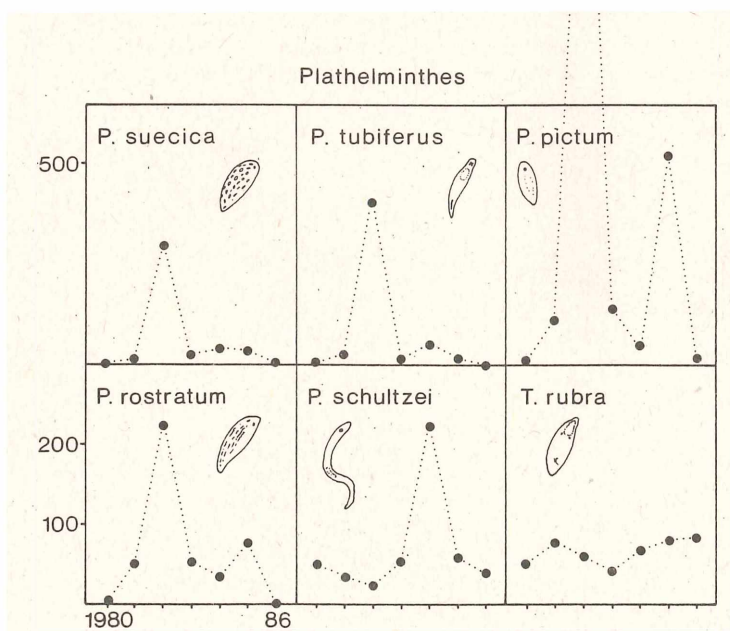 Plathelminthes
P. suecica
P. tubiferus
P. pictum
500
P. rostratum
P. schultzei
T. rubra
200
100
1980
86